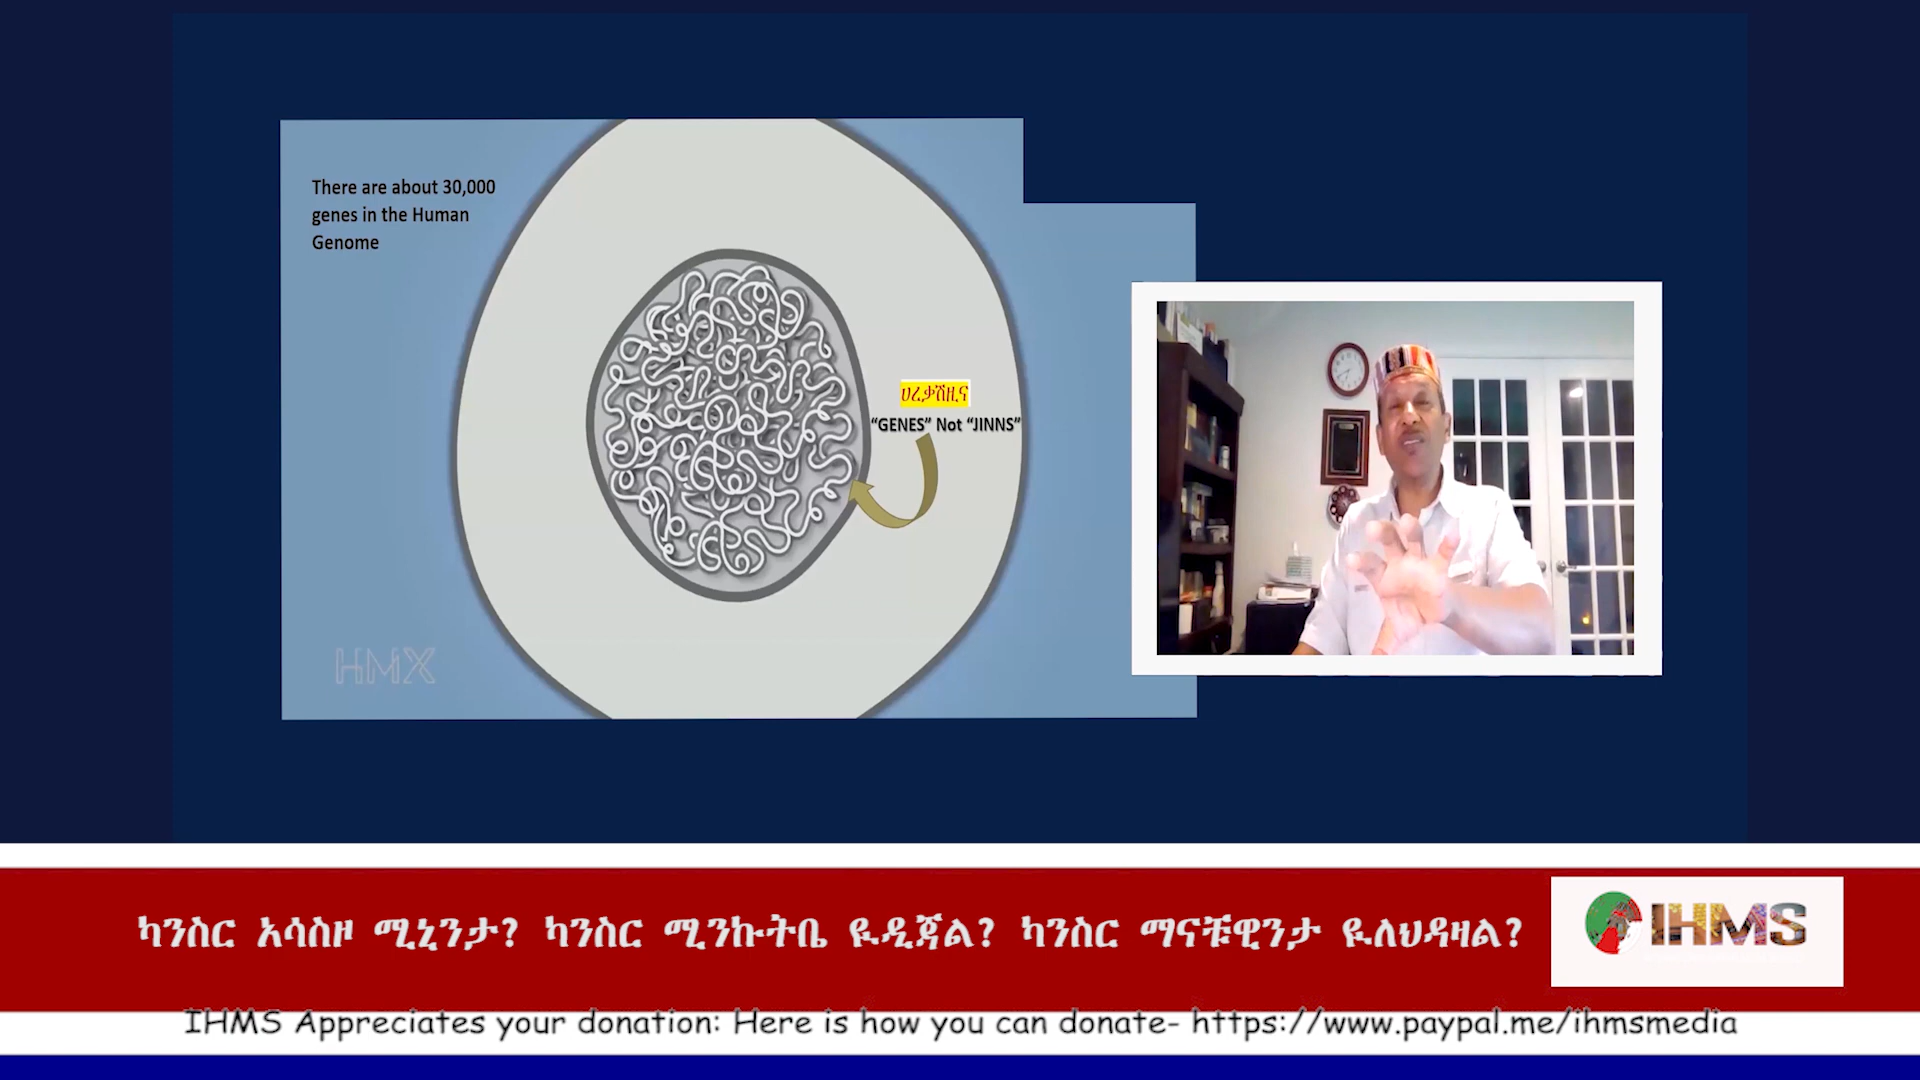 There are about 30,000
genes in the Human
Genome
ሀረቃሽዚና
“GENES” Not “JINNS”
HMX
ካንስር አሳስዞ ሚኒንታ? ካንስር ሚንኩትቤ ዪዲጃል? ካንስር ማናቹዊንታ ዪለህዳዛል?
IHMS
IHMS Appreciates your donation: Here is how you can donate- https://www.paypal.me/ihmsmedia